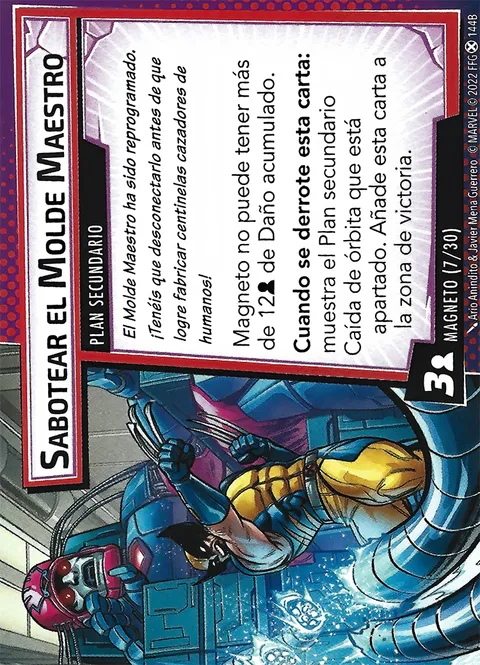 SABOTEAR EL MOLDE MAESTRO
PLAN SECUNDARIO
El Molde Maestro ha sido reprogramado.
¡Tenéis que desconectarlo antes de que
logre fabricar centinelas cazadores de
humanos!
Magneto no puede tener más
de 12 de Daño acumulado.
Cuando se derrote esta carta:
muestra el Plan secundario
Caída de órbita que está
apartado. Añade esta carta a
la zona de victoria.
3
MAGNETO (7/30)
Ario Anindito & Javier Mena Guerrero © MARVEL © 2022 FFG 144B